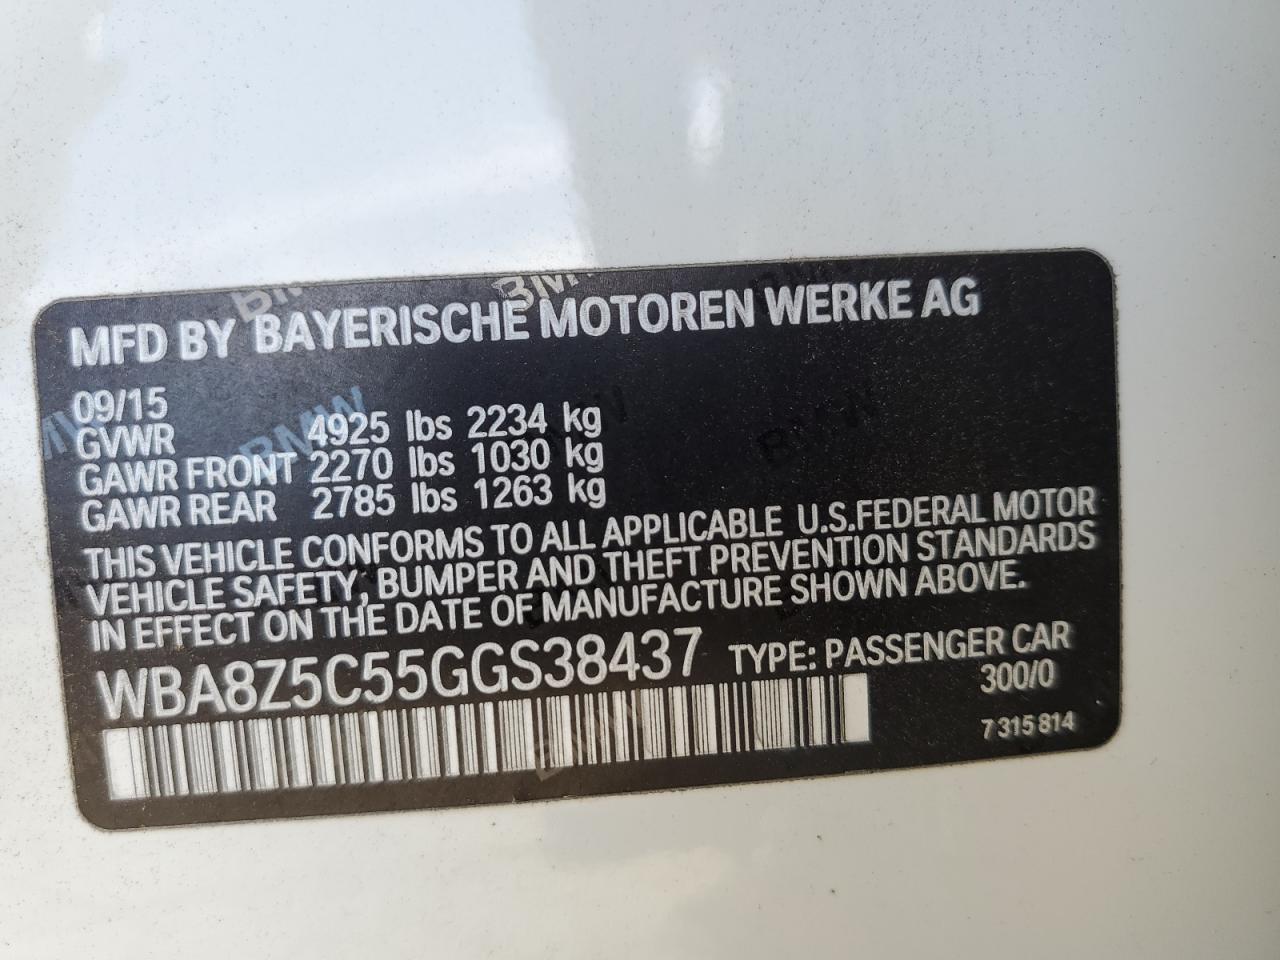 MFD BY BAYERISCHE MOTOREN WERKE AG
09/15
GVWR 4925 lbs 2234 kg
GAWR FRONT 2270 lbs 1030 kg
GAWR REAR 2785 lbs 1263 kg
THIS VEHICLE CONFORMS TO ALL APPLICABLE U.S.FEDERAL MOTOR
VEHICLE SAFETY, BUMPER AND THEFT PREVENTION STANDARDS
IN EFFECT ON THE DATE OF MANUFACTURE SHOWN ABOVE.
WBA8Z5C55GGS38437 TYPE: PASSENGER CAR
300/0
7 315 814